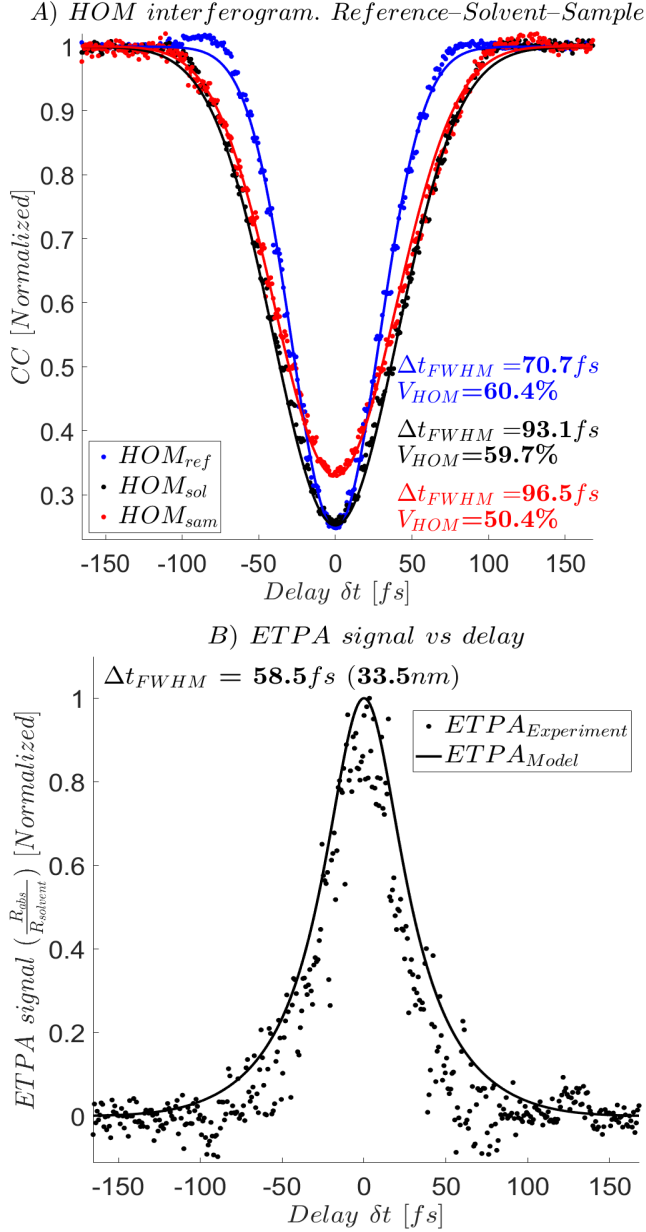 A) HOM interferogram. Reference–Solvent–Sample
1
0.9
0.8
0.7
0.6
0.5
0.4
0.3
CC [Normalized]
Δt_FWHM =70.7fs
V_HOM=60.4%
Δt_FWHM =93.1fs
V_HOM=59.7%
Δt_FWHM =96.5fs
V_HOM=50.4%
HOM_ref
HOM_sol
HOM_sam
-150 -100 -50 0 50 100 150
Delay δt [fs]
B) ETPA signal vs delay
Δt_FWHM = 58.5fs (33.5nm)
ETPA_Experiment
ETPA_Model
1
0.8
0.6
0.4
0.2
0
ETPA signal (R_abs/R_solvent) [Normalized]
-150 -100 -50 0 50 100 150
Delay δt [fs]